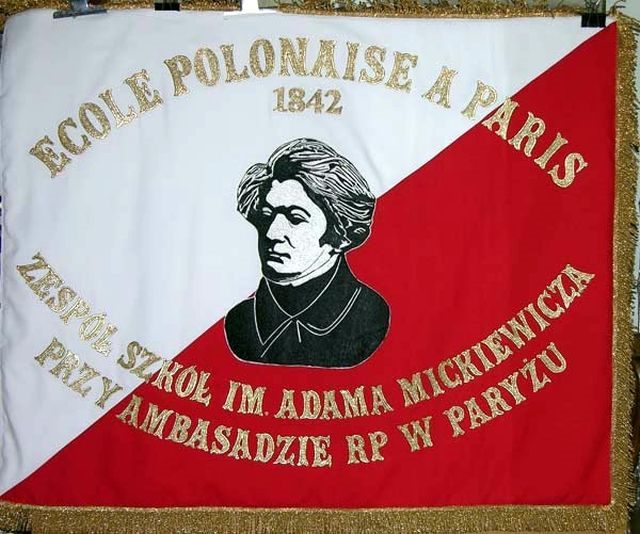 ECOLE POLONAISE A PARIS
1842
ZESPÓŁ SZKÓŁ IM. ADAMA MICKIEWICZA
PRZY AMBASADZIE RP W PARYŻU